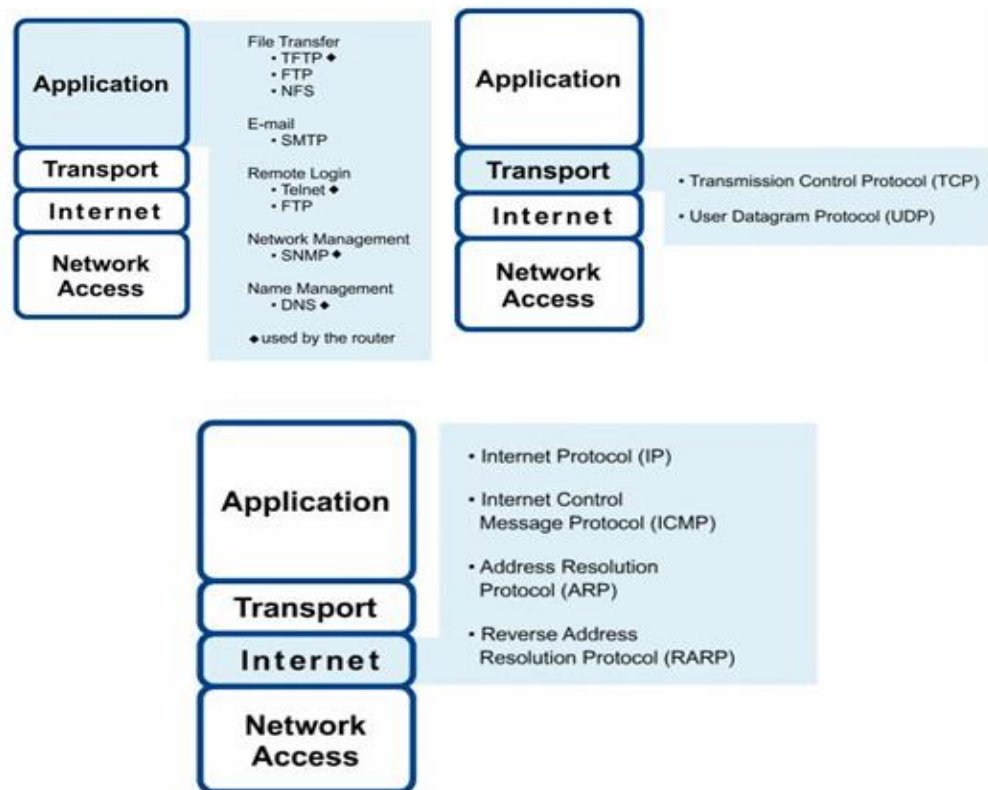 Application
Transport
Internet
Network
Access
File Transfer
• TFTP ◆
• FTP
• NFS
E-mail
• SMTP
Remote Login
• Telnet ◆
• FTP
Network Management
• SNMP ◆
Name Management
• DNS ◆
◆ used by the router
Application
Transport
Internet
Network
Access
• Transmission Control Protocol (TCP)
• User Datagram Protocol (UDP)
Application
Transport
Internet
Network
Access
• Internet Protocol (IP)
• Internet Control
Message Protocol (ICMP)
• Address Resolution
Protocol (ARP)
• Reverse Address
Resolution Protocol (RARP)